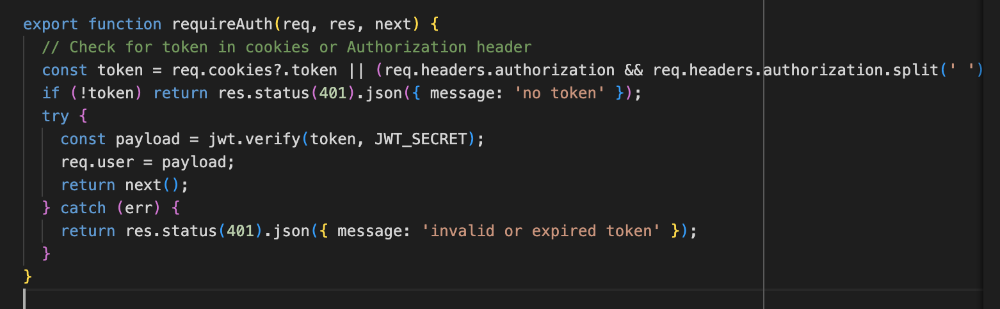 export function requireAuth(req, res, next) {
  // Check for token in cookies or Authorization header
  const token = req.cookies?.token || (req.headers.authorization && req.headers.authorization.split(' ')
  if (!token) return res.status(401).json({ message: 'no token' });
  try {
    const payload = jwt.verify(token, JWT_SECRET);
    req.user = payload;
    return next();
  } catch (err) {
    return res.status(401).json({ message: 'invalid or expired token' });
  }
}